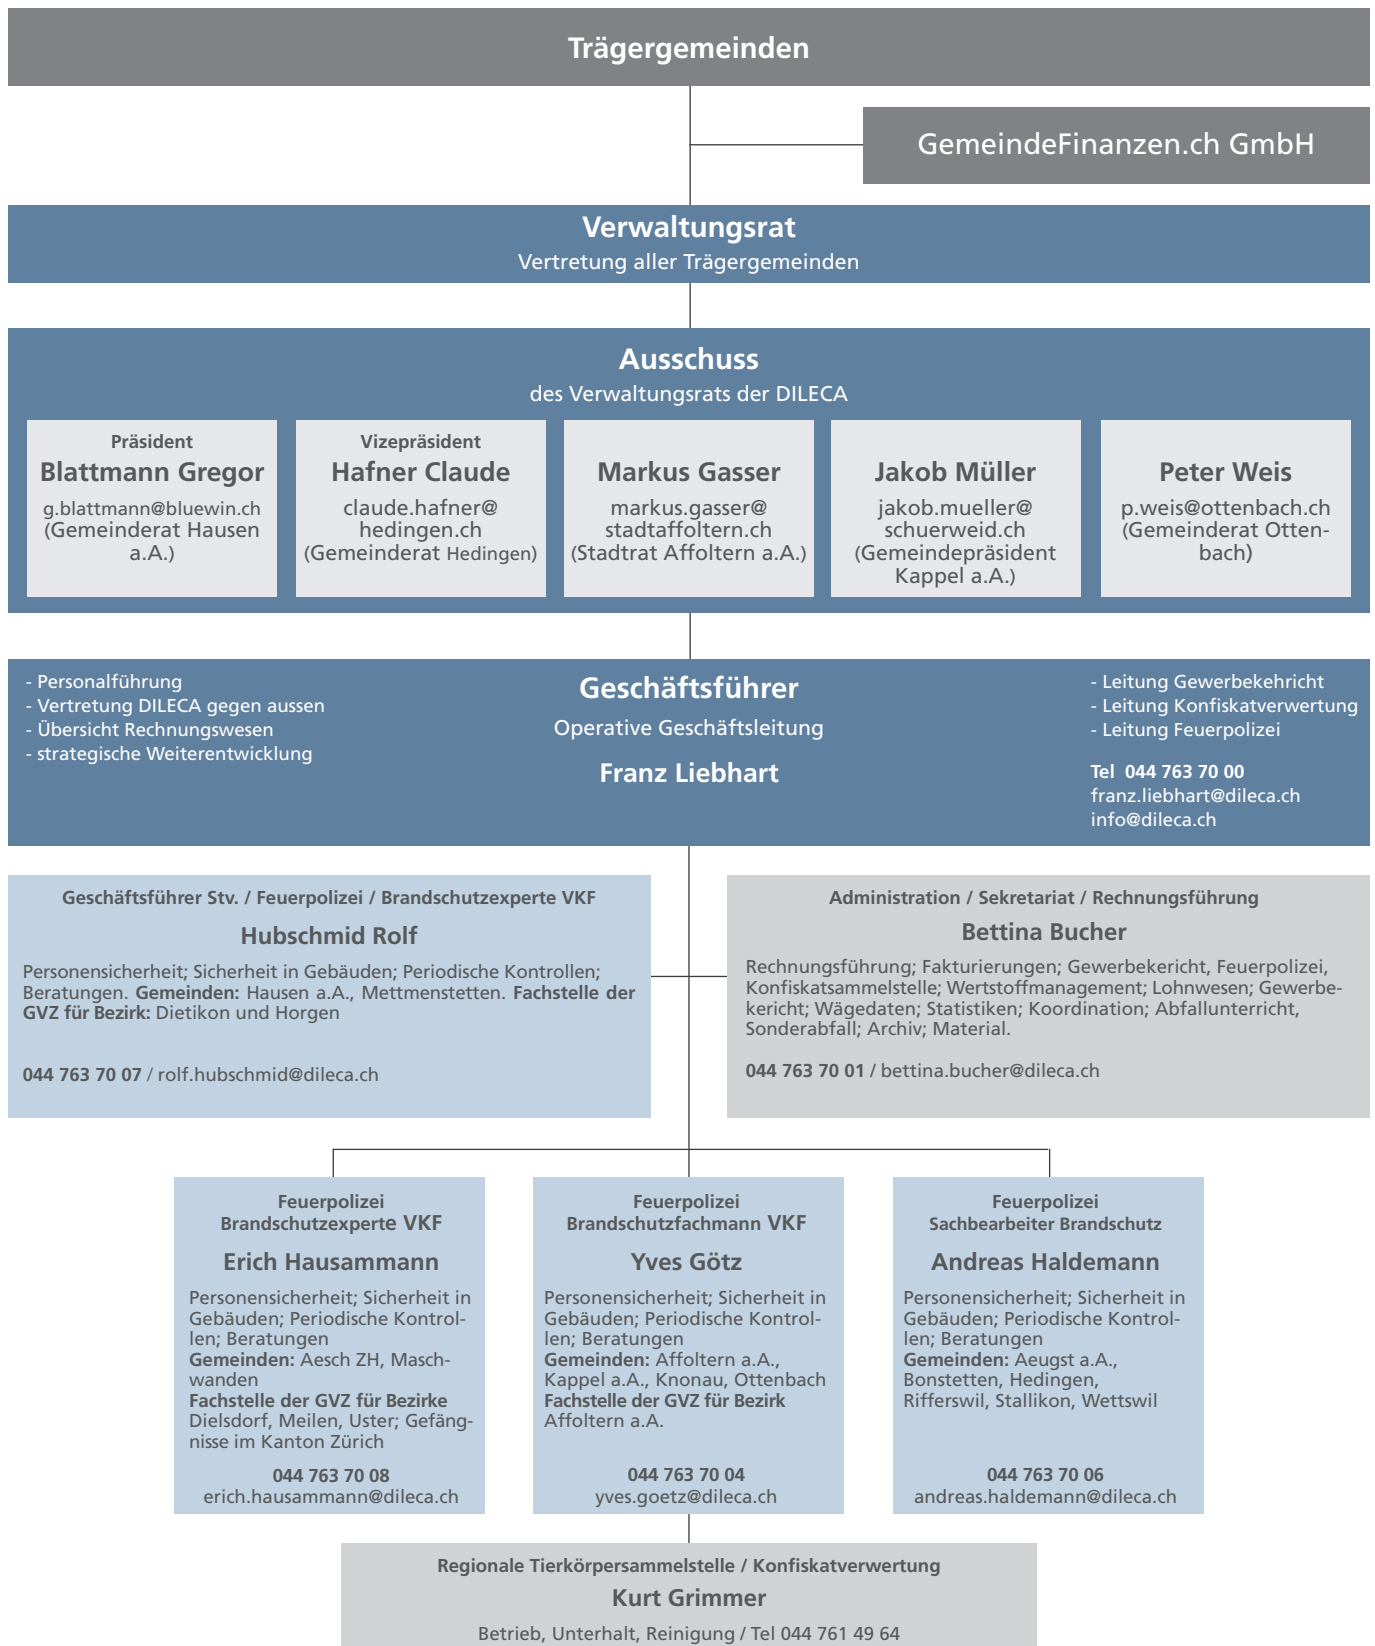 Trägergemeinden
GemeindeFinanzen.ch GmbH
Verwaltungsrat
Vertretung aller Trägergemeinden
Ausschuss
des Verwaltungsrats der DILECA
Präsident
Blattmann Gregor
g.blattmann@bluewin.ch
(Gemeinderat Hausen
a.A.)
Vizepräsident
Hafner Claude
claude.hafner@
hedingen.ch
(Gemeinderat Hedingen)
Markus Gasser
markus.gasser@
stadtaffoltern.ch
(Stadtrat Affoltern a.A.)
Jakob Müller
jakob.mueller@
schuerweid.ch
(Gemeindepräsident
Kappel a.A.)
Peter Weis
p.weis@ottenbach.ch
(Gemeinderat Otten-
bach)
- Personalführung
- Vertretung DILECA gegen aussen
- Übersicht Rechnungswesen
- strategische Weiterentwicklung
Geschäftsführer
Operative Geschäftsleitung
Franz Liebhart
- Leitung Gewerbekehricht
- Leitung Konfiskatverwertung
- Leitung Feuerpolizei
Tel 044 763 70 00
franz.liebhart@dileca.ch
info@dileca.ch
Geschäftsführer Stv. / Feuerpolizei / Brandschutzexperte VKF
Hubschmid Rolf
Personensicherheit; Sicherheit in Gebäuden; Periodische Kontrollen;
Beratungen. Gemeinden: Hausen a.A., Mettmenstetten. Fachstelle der
GVZ für Bezirk: Dietikon und Horgen
044 763 70 07 / rolf.hubschmid@dileca.ch
Administration / Sekretariat / Rechnungsführung
Bettina Bucher
Rechnungsführung; Fakturierungen; Gewerbekericht, Feuerpolizei,
Konfiskatsammelstelle; Wertstoffmanagement; Lohnwesen; Gewerbe-
kericht; Wägedaten; Statistiken; Koordination; Abfallunterricht,
Sonderabfall; Archiv; Material.
044 763 70 01 / bettina.bucher@dileca.ch
Feuerpolizei
Brandschutzexperte VKF
Erich Hausammann
Personensicherheit; Sicherheit in
Gebäuden; Periodische Kontrol-
len; Beratungen
Gemeinden: Aesch ZH, Masch-
wanden
Fachstelle der GVZ für Bezirke
Dielsdorf, Meilen, Uster; Gefäng-
nisse im Kanton Zürich
044 763 70 08
erich.hausammann@dileca.ch
Feuerpolizei
Brandschutzfachmann VKF
Yves Götz
Personensicherheit; Sicherheit in
Gebäuden; Periodische Kontrol-
len; Beratungen
Gemeinden: Affoltern a.A.,
Kappel a.A., Knonau, Ottenbach
Fachstelle der GVZ für Bezirk
Affoltern a.A.
044 763 70 04
yves.goetz@dileca.ch
Feuerpolizei
Sachbearbeiter Brandschutz
Andreas Haldemann
Personensicherheit; Sicherheit in
Gebäuden; Periodische Kontrol-
len; Beratungen
Gemeinden: Aeugst a.A.,
Bonstetten, Hedingen,
Rifferswil, Stallikon, Wettswil
044 763 70 06
andreas.haldemann@dileca.ch
Regionale Tierkörpersammelstelle / Konfiskatverwertung
Kurt Grimmer
Betrieb, Unterhalt, Reinigung / Tel 044 761 49 64